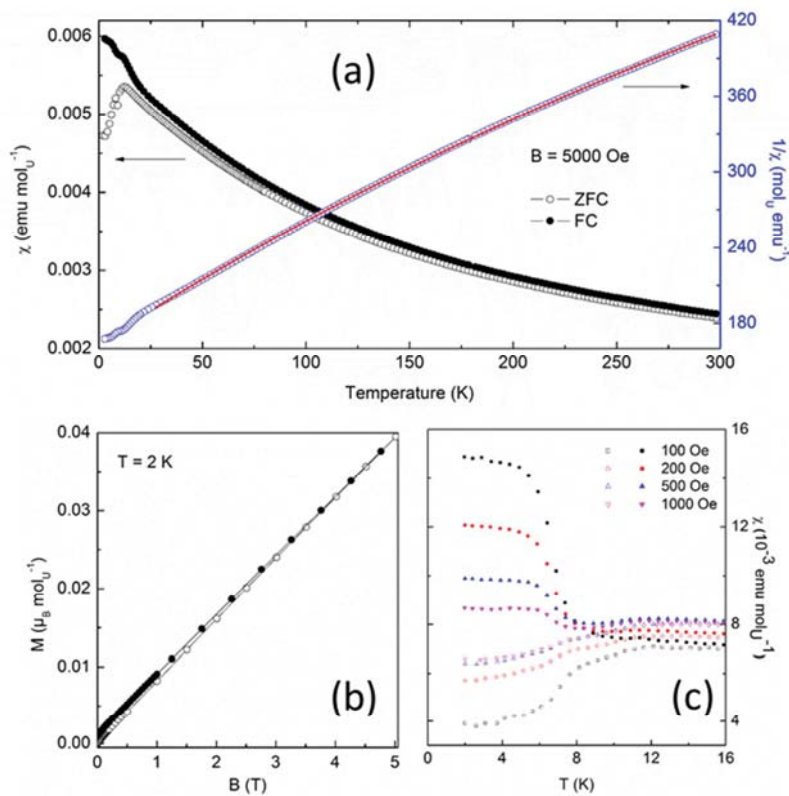 0.006
0.005
0.004
0.003
0.002
χ (emu mol_U^-1)
(a)
B = 5000 Oe
ZFC
FC
420
360
300
240
180
1/χ (mol_U emu^-1)
0 50 100 150 200 250 300
Temperature (K)
0.04
0.03
0.02
0.01
0.00
M (μ_B mol_U^-1)
T = 2 K
(b)
0 1 2 3 4 5
B (T)
100 Oe
200 Oe
500 Oe
1000 Oe
(c)
16
12
8
4
χ (10^-3 emu mol_U^-1)
0 4 8 12 16
T (K)